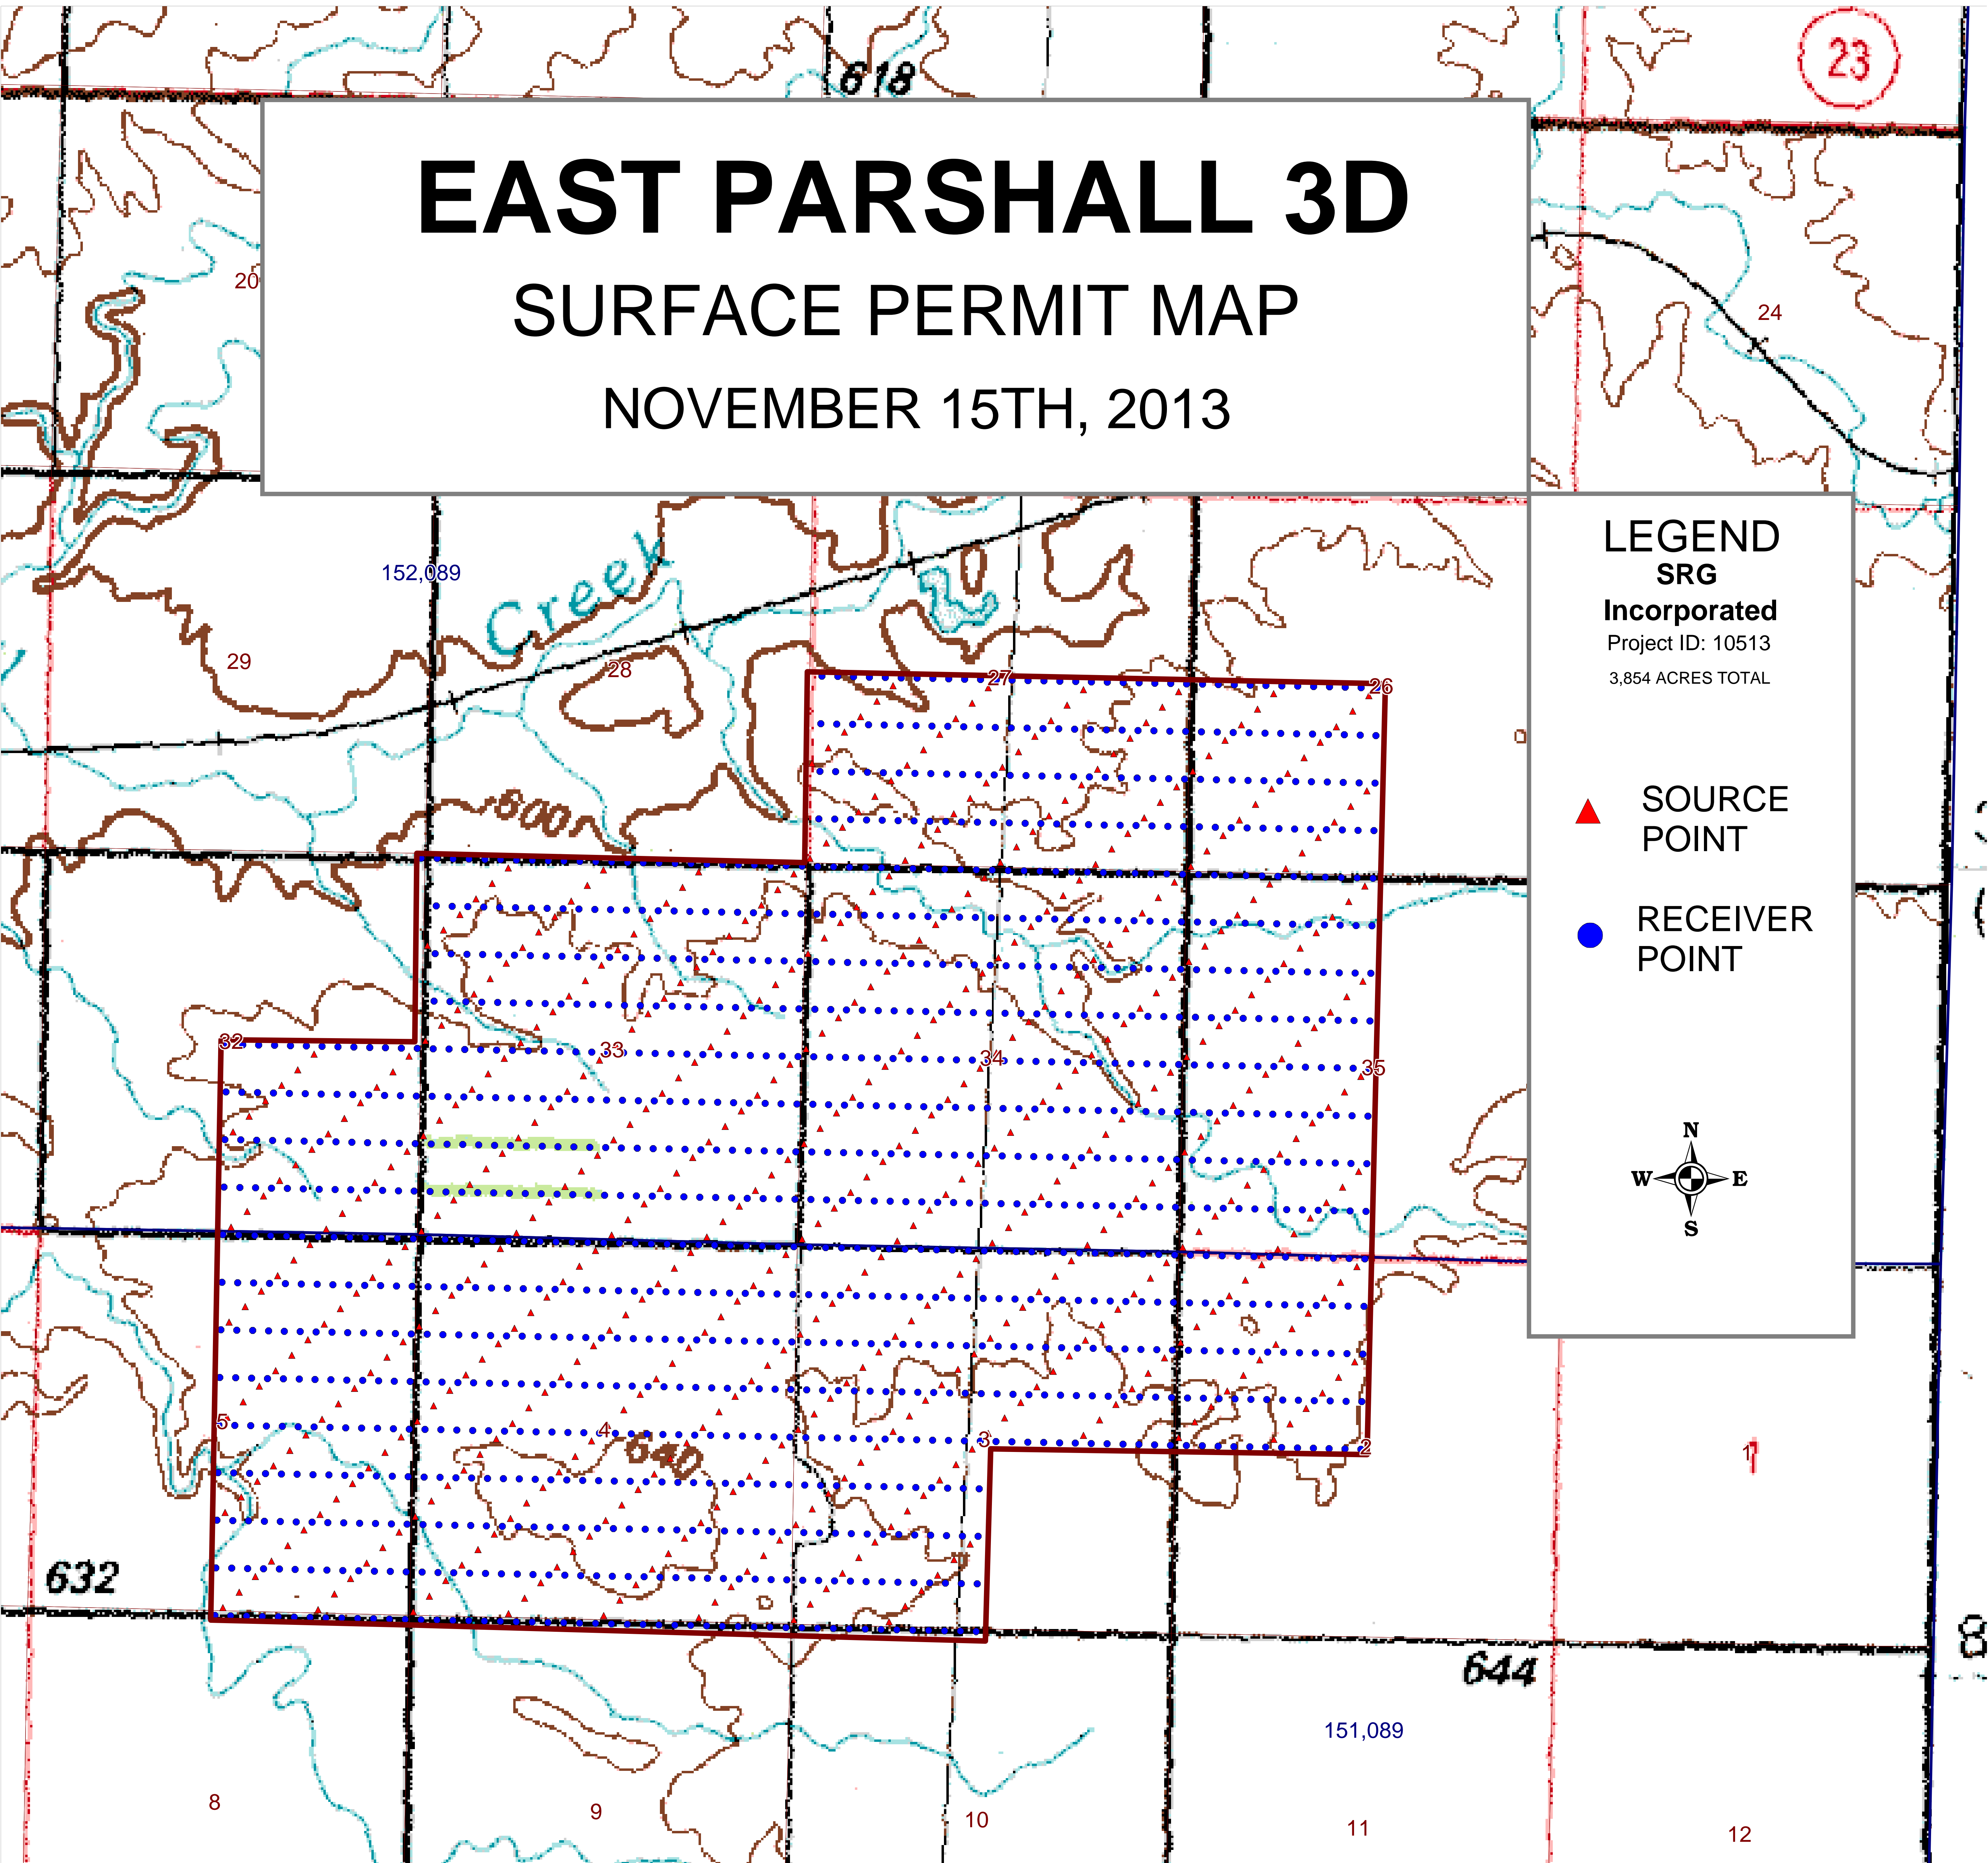 618
23
EAST PARSHALL 3D
SURFACE PERMIT MAP
NOVEMBER 15TH, 2013
20
24
LEGEND
SRG
Incorporated
Project ID: 10513
3,854 ACRES TOTAL
SOURCE
POINT
RECEIVER
POINT
N
W E
S
152,089
Creek
29
28
27
26
600
32
33
34
35
5
4
3
2
1
640
632
644
151,089
8
9
10
11
12